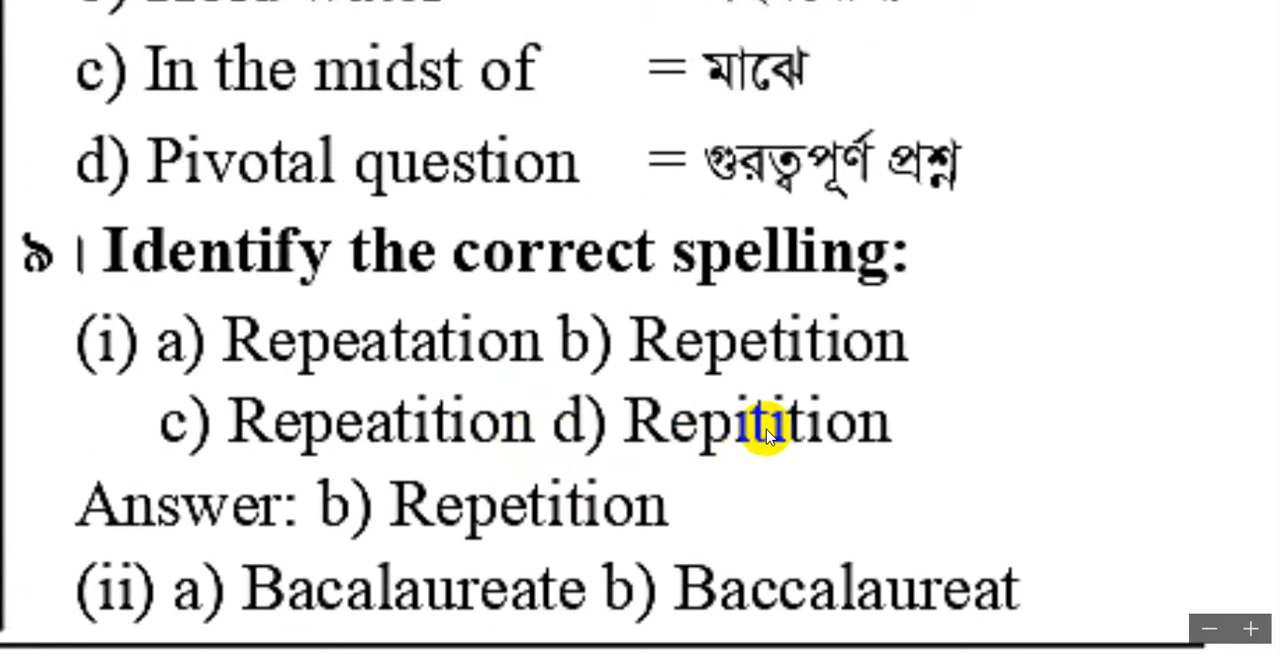 c) In the midst of = মাঝে
d) Pivotal question = গুরত্বপূর্ণ প্রশ্ন
৯। Identify the correct spelling:
(i) a) Repeatation b) Repetition
c) Repeatition d) Repitition
Answer: b) Repetition
(ii) a) Bacalaureate b) Baccalaureat